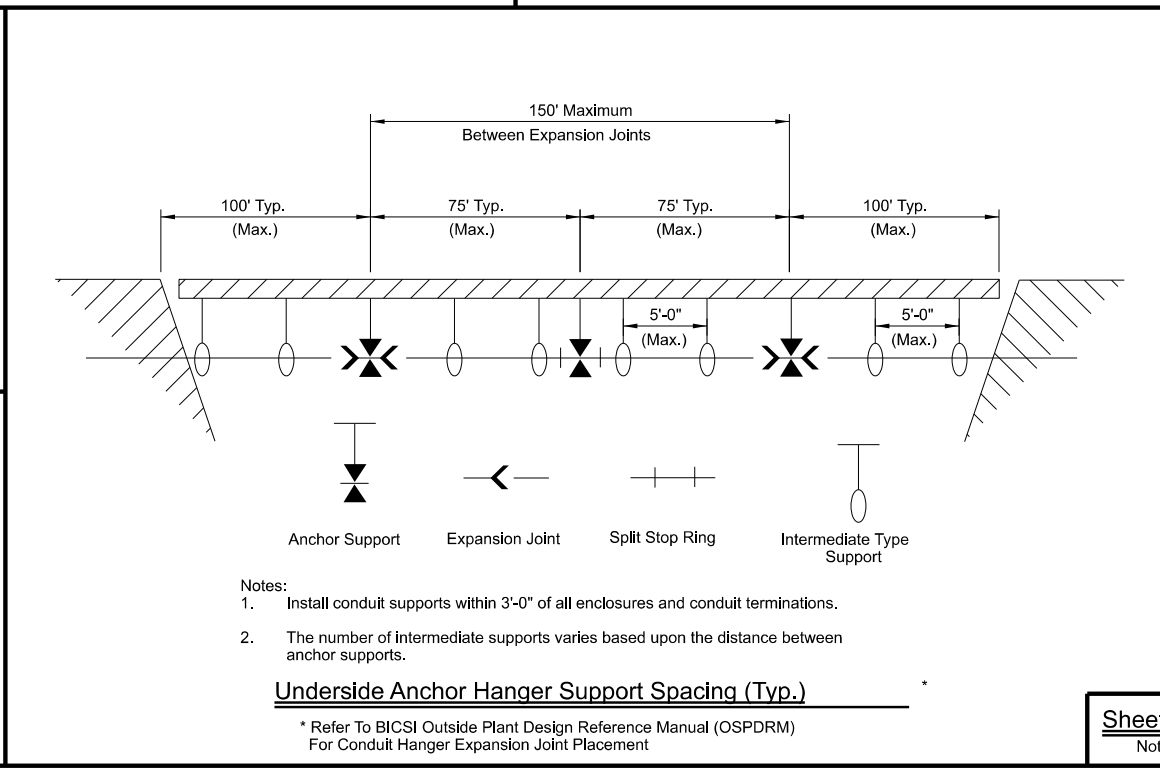 150' Maximum
Between Expansion Joints
100' Typ.
(Max.)
75' Typ.
(Max.)
75' Typ.
(Max.)
100' Typ.
(Max.)
5'-0"
(Max.)
5'-0"
(Max.)
Anchor Support
Expansion Joint
Split Stop Ring
Intermediate Type
Support
Notes:
1. Install conduit supports within 3'-0" of all enclosures and conduit terminations.
2. The number of intermediate supports varies based upon the distance between
anchor supports.
Underside Anchor Hanger Support Spacing (Typ.) *
* Refer To BICSI Outside Plant Design Reference Manual (OSPDRM)
For Conduit Hanger Expansion Joint Placement
Sheet
Not